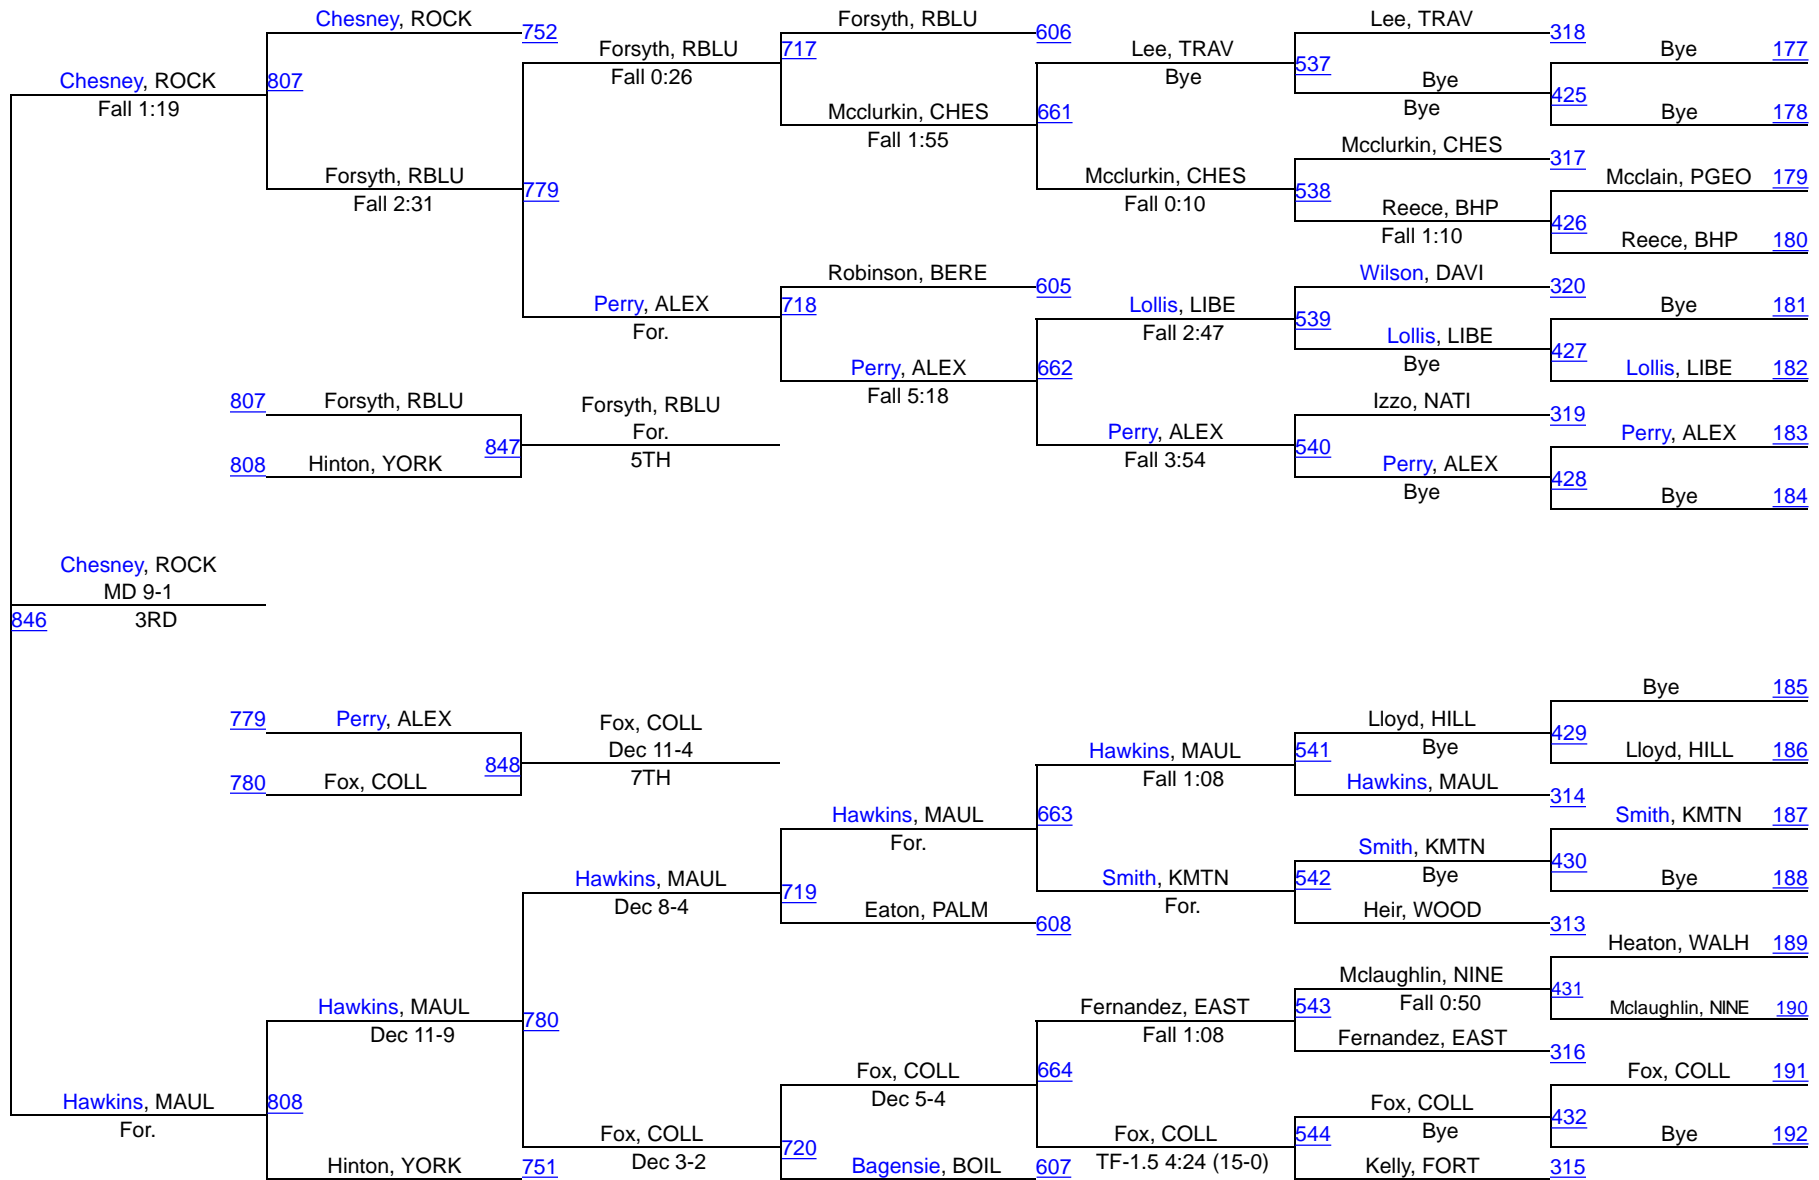 Chesney, ROCK
752
Forsyth, RBLU
606
Lee, TRAV
318
Forsyth, RBLU
717
Lee, TRAV
Bye
177
Chesney, ROCK
807
Fall 0:26
Bye
537
Bye
425
Fall 1:19
Mcclurkin, CHES
661
Bye
Bye
178
Fall 1:55
Mcclurkin, CHES
317
Forsyth, RBLU
779
Mcclurkin, CHES
538
Mcclain, PGEO
179
Fall 2:31
Fall 0:10
Reece, BHP
426
Fall 1:10
Reece, BHP
180
Robinson, BERE
605
Wilson, DAVI
320
Perry, ALEX
718
Lollis, LIBE
539
Bye
181
For.
Fall 2:47
Lollis, LIBE
427
Perry, ALEX
662
Bye
Lollis, LIBE
182
Fall 5:18
807
Forsyth, RBLU
Forsyth, RBLU
Izzo, NATI
319
For.
Perry, ALEX
540
Perry, ALEX
183
808
Hinton, YORK
847
5TH
Fall 3:54
Perry, ALEX
428
Bye
Bye
184
Chesney, ROCK
MD 9-1
846
3RD
Bye
185
779
Perry, ALEX
Fox, COLL
Lloyd, HILL
429
Dec 11-4
Hawkins, MAUL
541
Bye
Lloyd, HILL
186
780
Fox, COLL
848
7TH
Fall 1:08
Hawkins, MAUL
314
Hawkins, MAUL
663
Smith, KMTN
187
For.
Smith, KMTN
430
Hawkins, MAUL
719
Smith, KMTN
542
Bye
Bye
188
Dec 8-4
Eaton, PALM
608
For.
Heir, WOOD
313
Heaton, WALH
189
Mclaughlin, NINE
431
Hawkins, MAUL
780
Fernandez, EAST
543
Fall 0:50
Mclaughlin, NINE
190
Dec 11-9
Fall 1:08
Fernandez, EAST
316
Fox, COLL
664
Fox, COLL
191
Hawkins, MAUL
808
Dec 5-4
Fox, COLL
432
For.
Fox, COLL
720
Fox, COLL
544
Bye
Bye
192
Hinton, YORK
751
Dec 3-2
Bagensie, BOIL
607
TF-1.5 4:24 (15-0)
Kelly, FORT
315